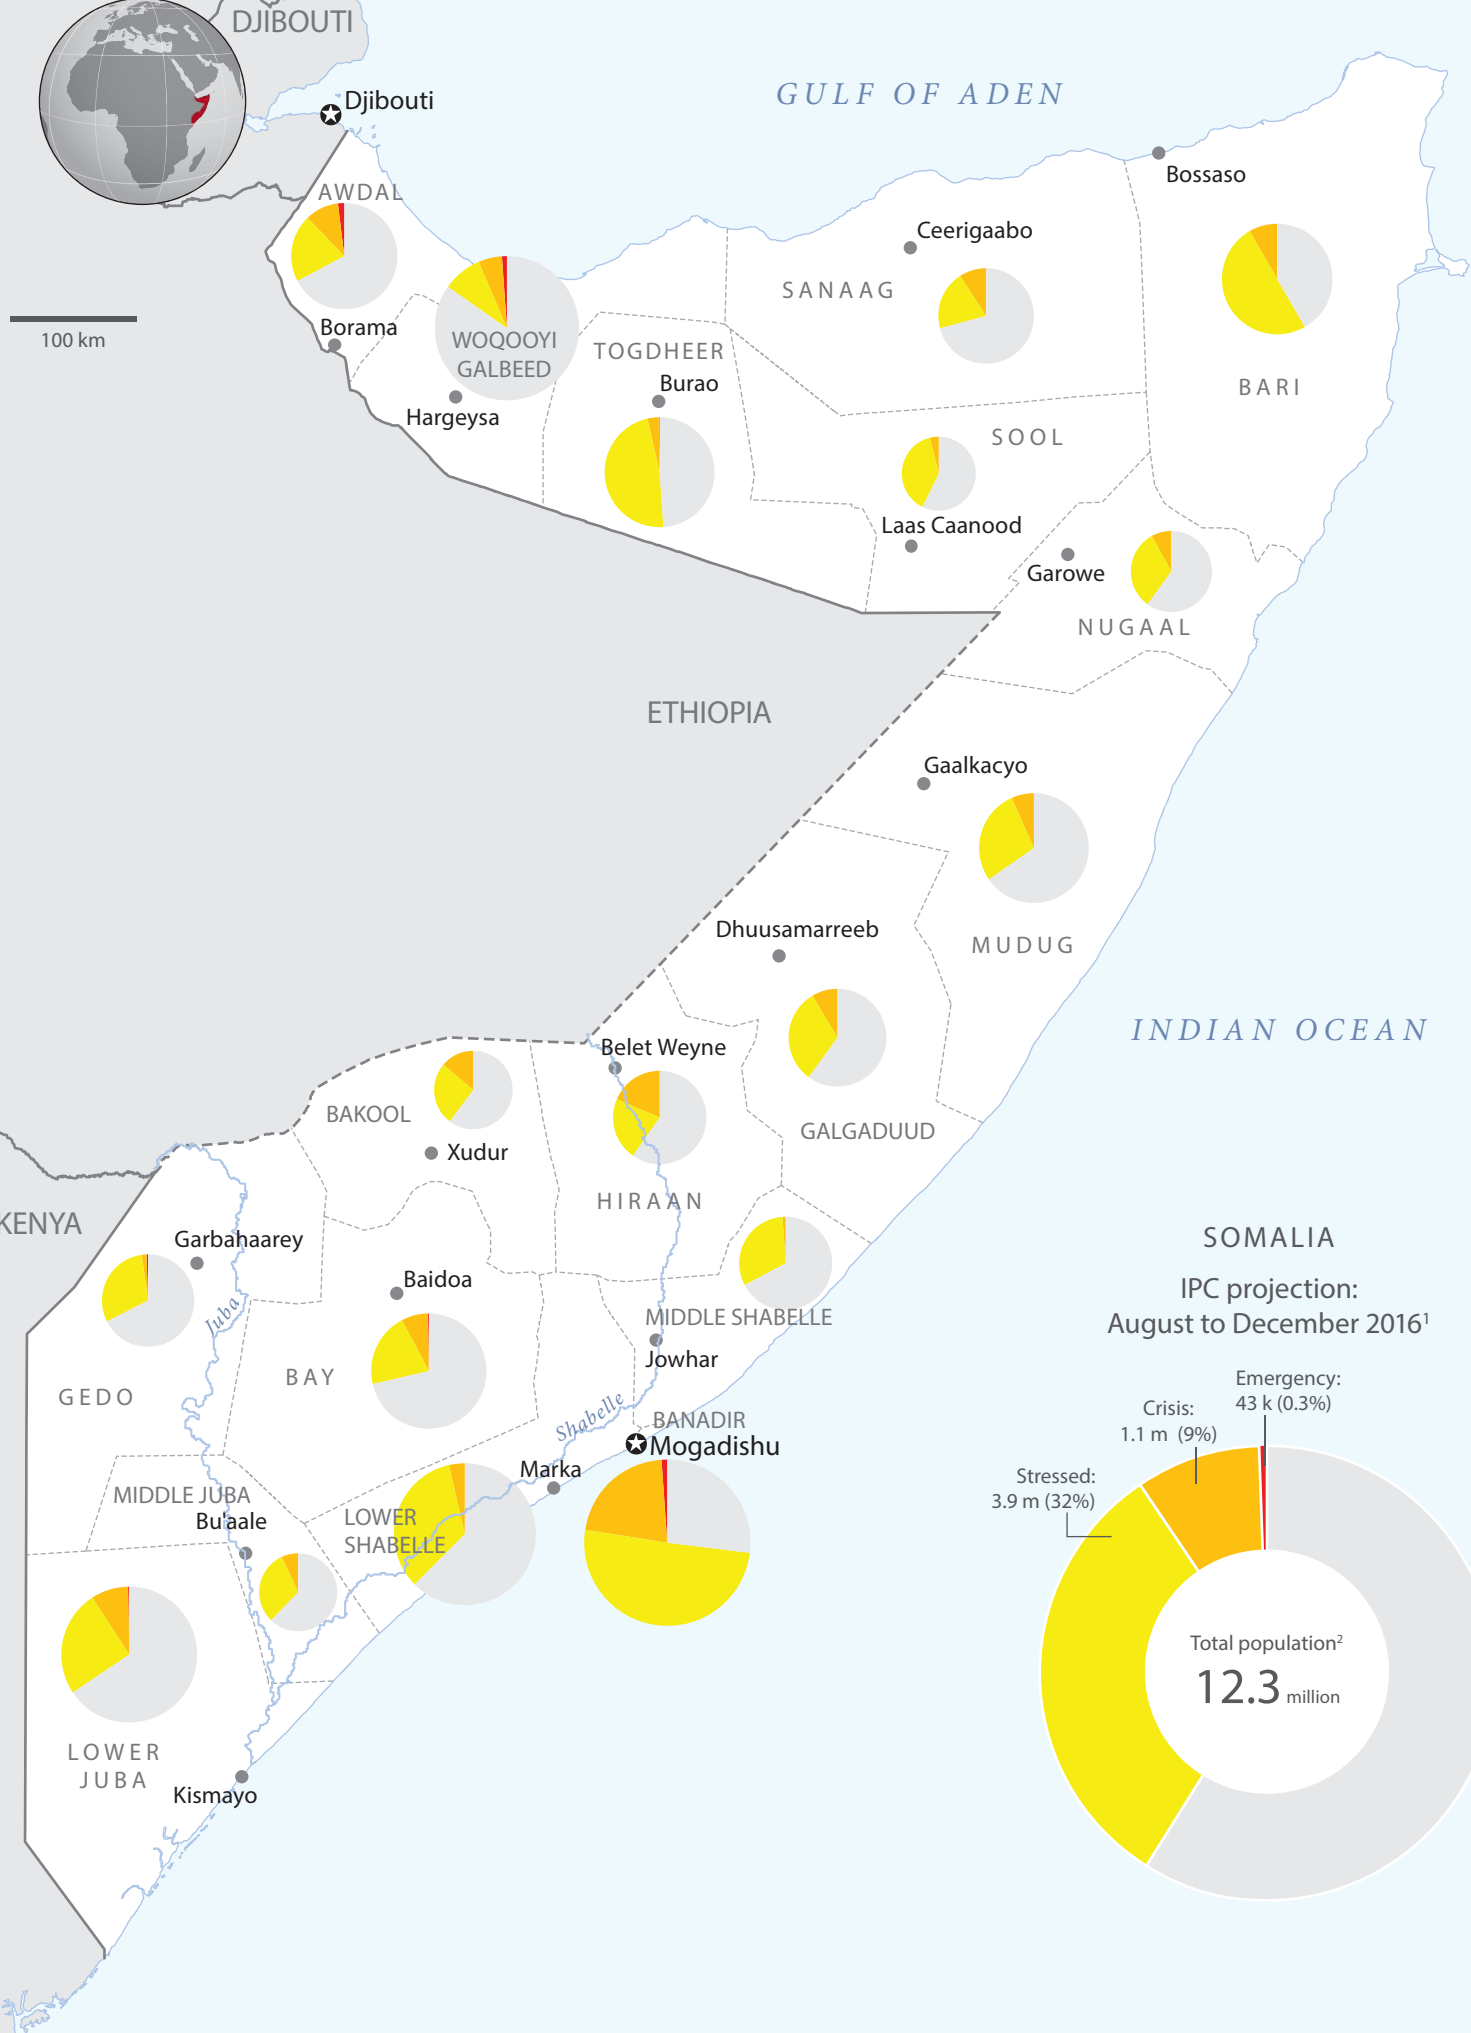 DJIBOUTI
Djibouti
GULF OF ADEN
Bossaso
AWDAL
Ceerigaabo
SANAAG
100 km
Borama
WOQOOYI
GALBEED
TOGDHEER
Burao
BARI
Hargeysa
SOOL
Laas Caanood
Garowe
NUGAAL
ETHIOPIA
Gaalkacyo
Dhuusamarreeb
MUDUG
INDIAN OCEAN
Belet Weyne
BAKOOL
GALGADUUD
Xudur
HIRAAN
KENYA
Garbahaarey
Juba
Baidoa
MIDDLE SHABELLE
Jowhar
BAY
GEDO
Shabelle
BANADIR
Mogadishu
Marka
MIDDLE JUBA
Bu'aale
LOWER
SHABELLE
LOWER
JUBA
Kismayo
SOMALIA
IPC projection:
August to December 2016¹
Emergency:
43 k (0.3%)
Crisis:
1.1 m (9%)
Stressed:
3.9 m (32%)
Total population²
12.3 million